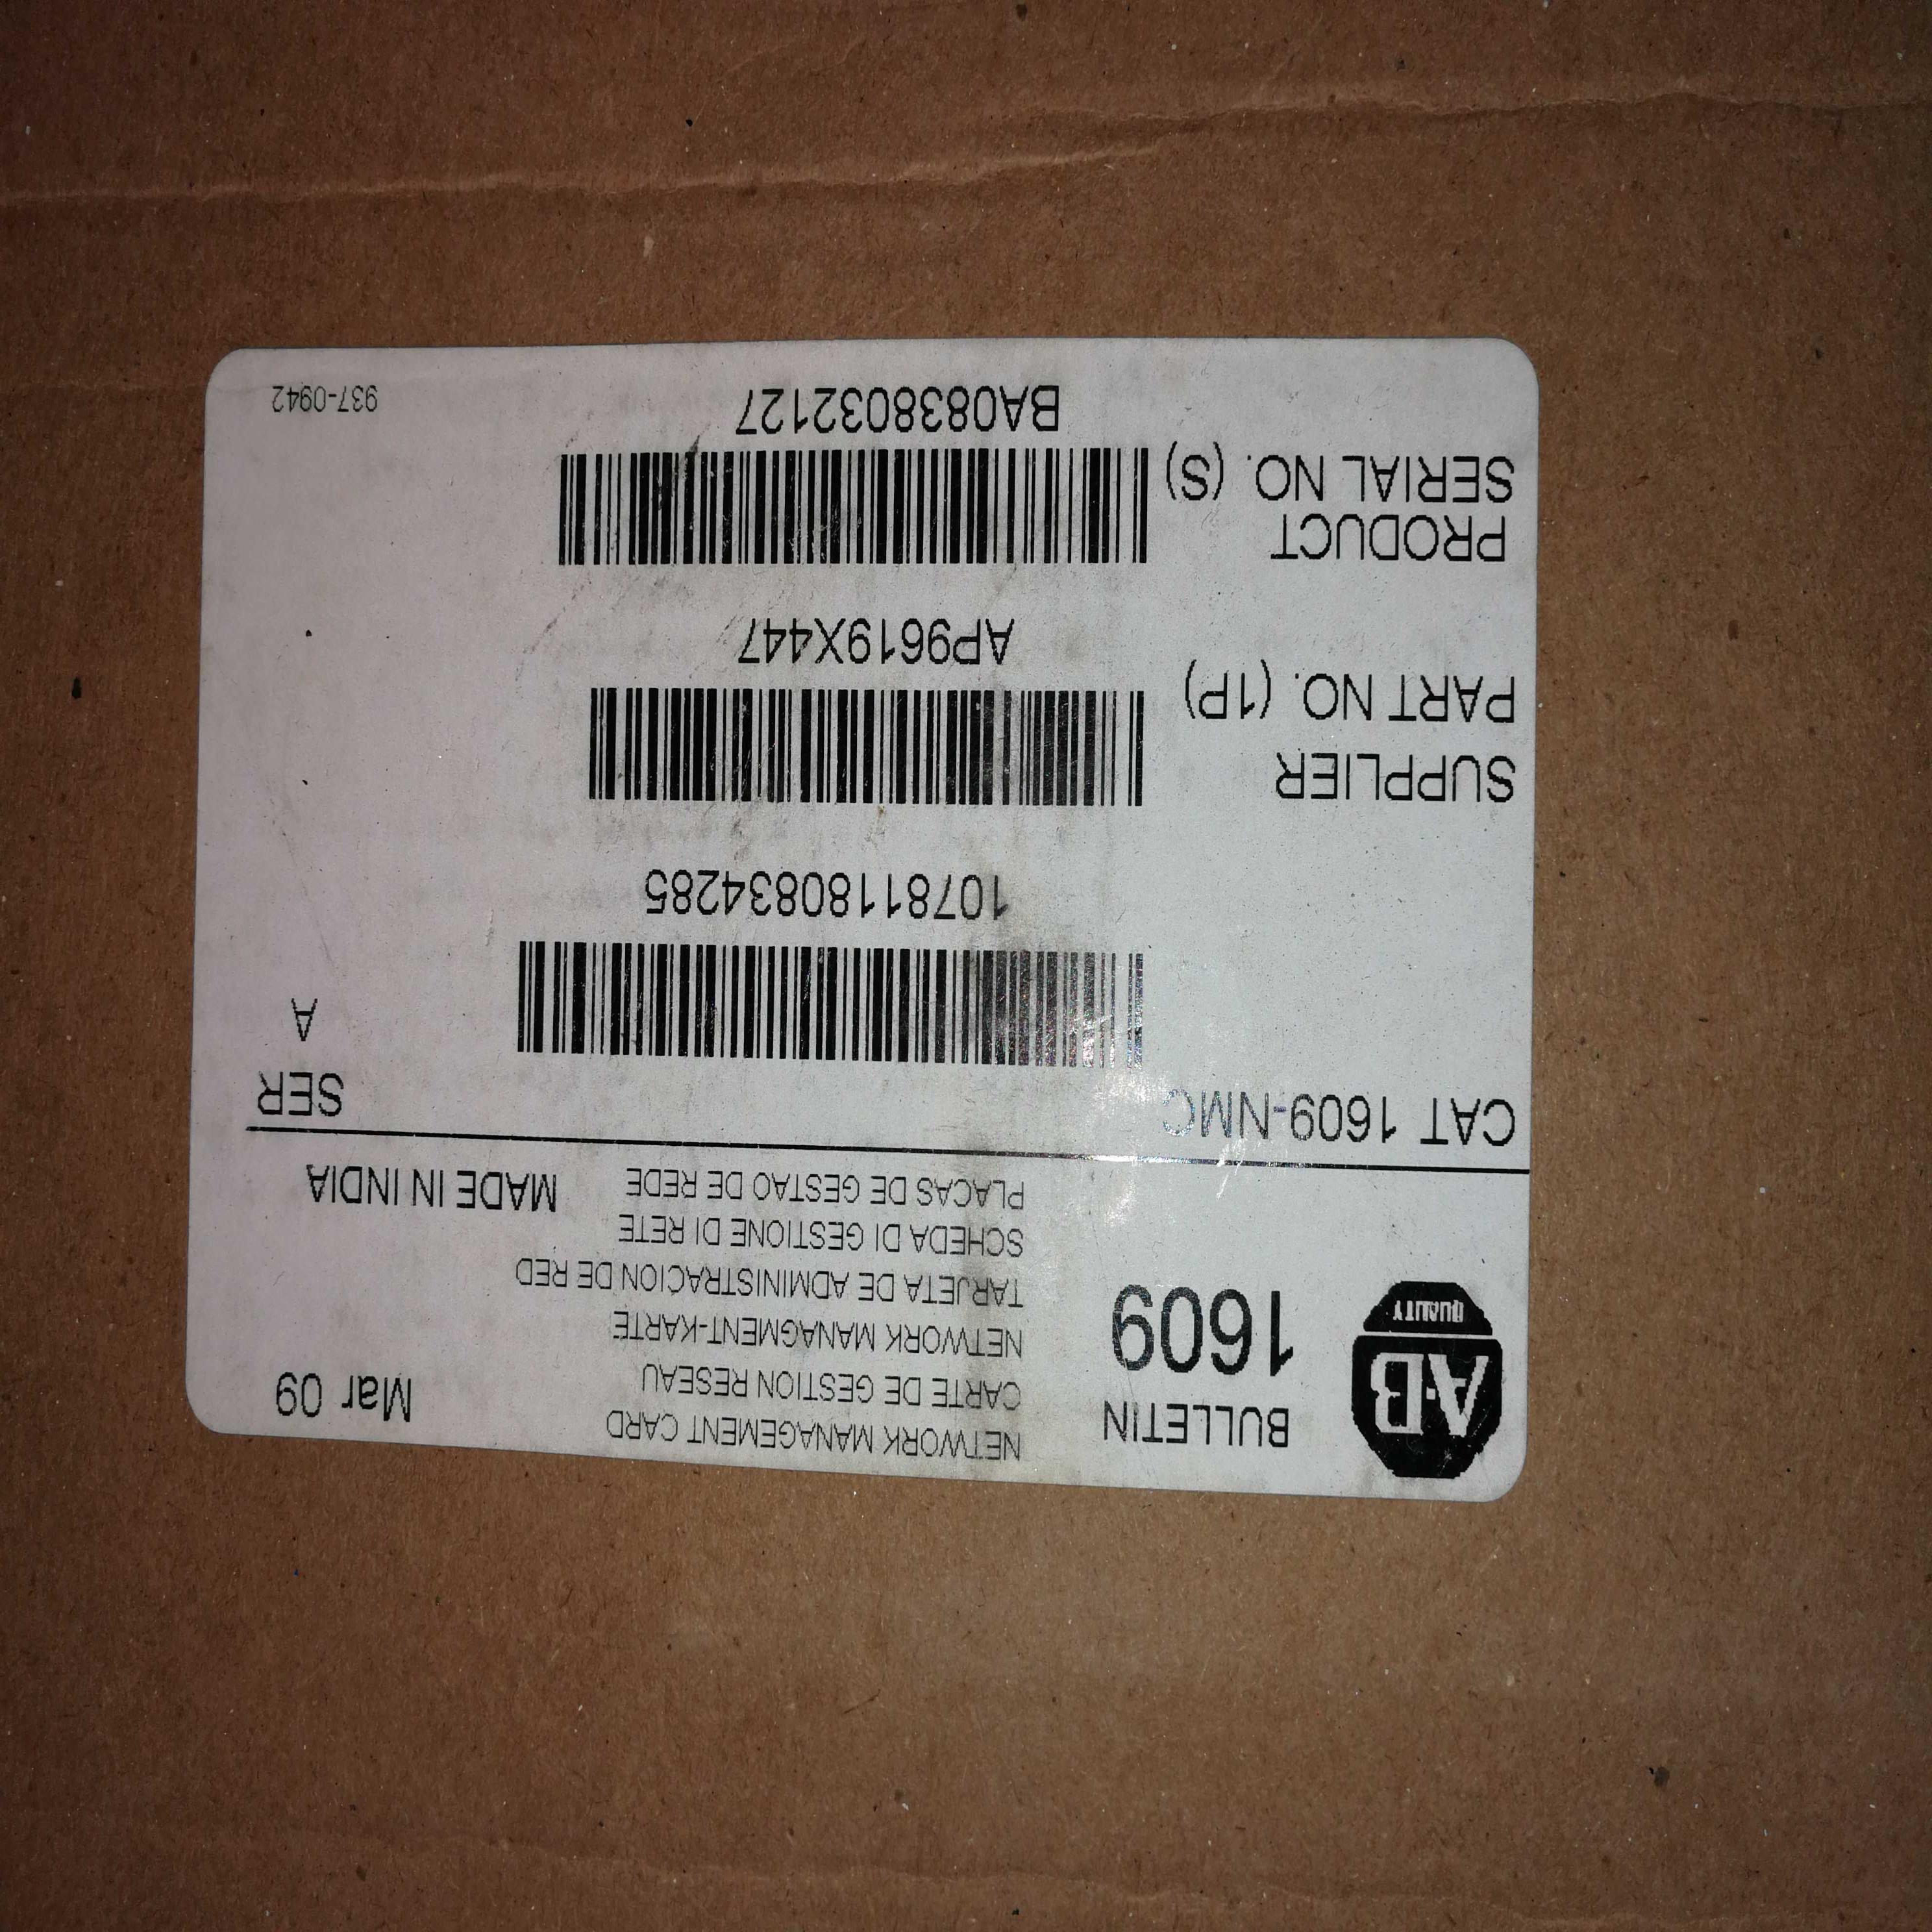 AB
QUALITY
BULLETIN
1609
NETWORK MANAGEMENT CARD
CARTE DE GESTION RESEAU
NETWORK MANAGMENT-KARTE
TARJETA DE ADMINISTRACION DE RED
SCHEDA DI GESTIONE DI RETE
PLACAS DE GESTAO DE REDE
Mar 09
MADE IN INDIA
CAT 1609-NMC
SER
A
10781180834285
SUPPLIER
PART NO. (1P)
AP9619X447
PRODUCT
SERIAL NO. (S)
BA0838032127
937-0942